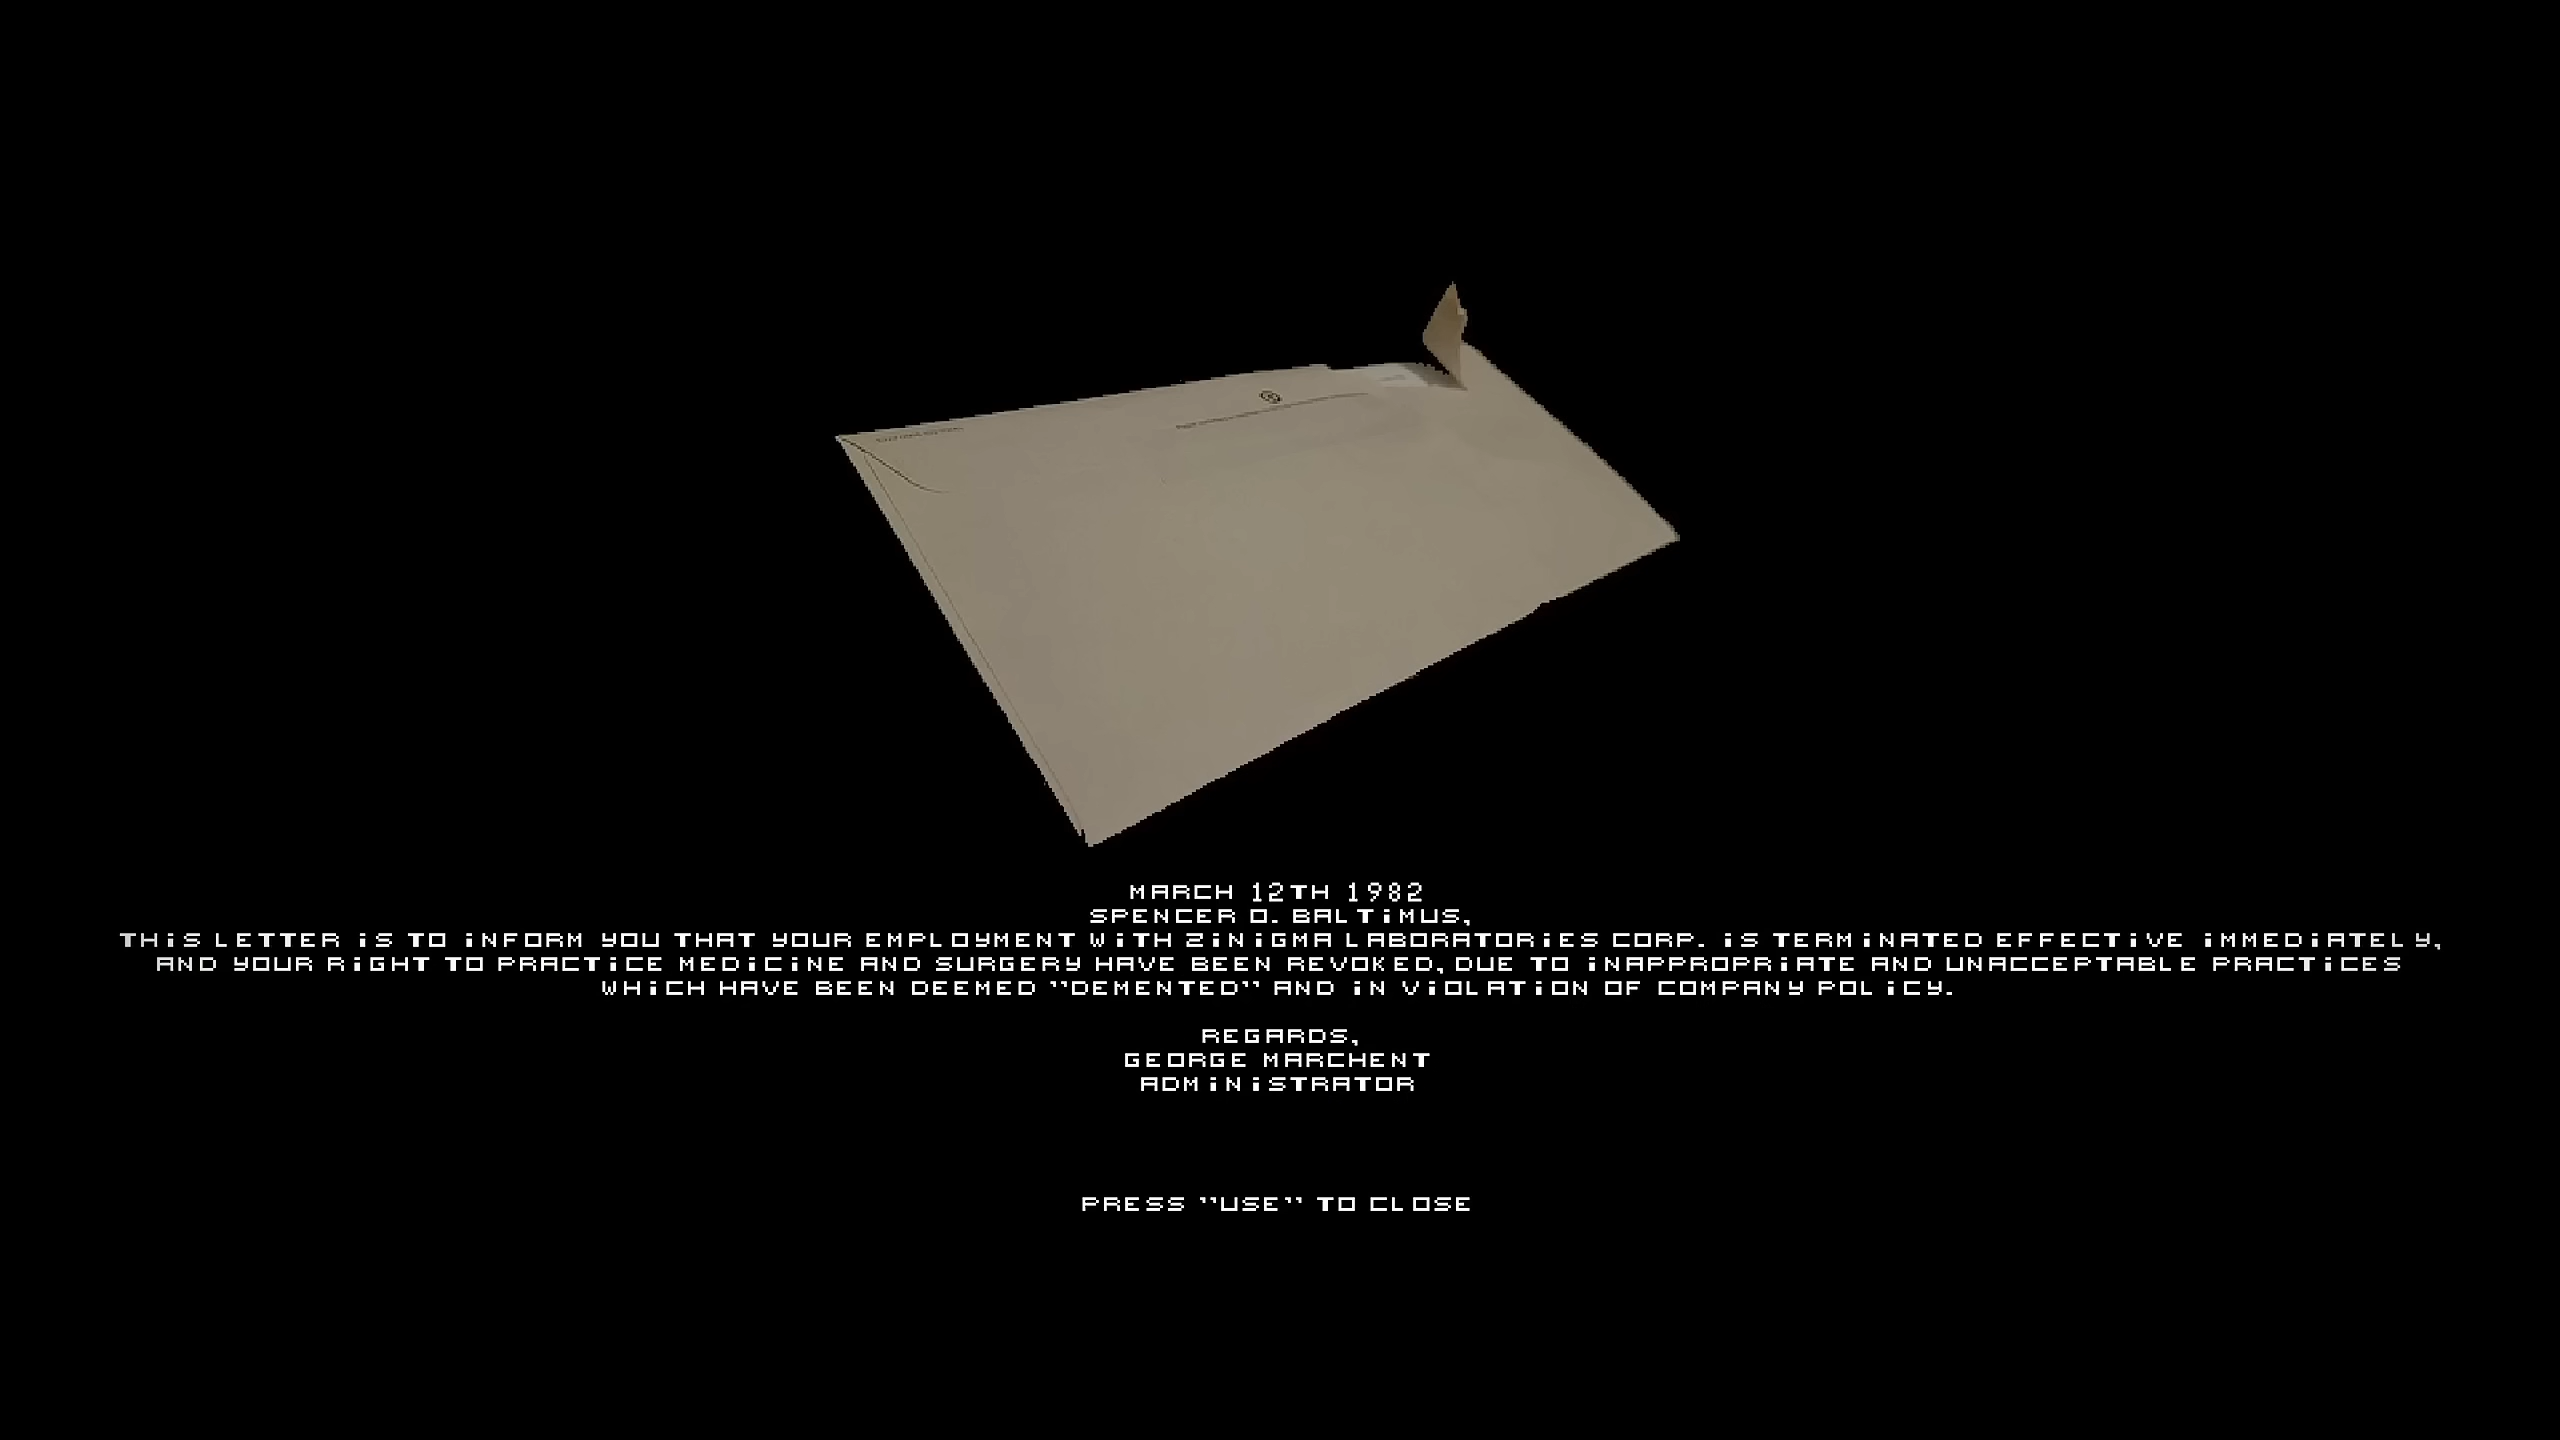 MARCH 12TH 1982
SPENCER O. BALTIMUS,
THIS LETTER IS TO INFORM YOU THAT YOUR EMPLOYMENT WITH ZINIGMA LABORATORIES CORP. IS TERMINATED EFFECTIVE IMMEDIATELY,
AND YOUR RIGHT TO PRACTICE MEDICINE AND SURGERY HAVE BEEN REVOKED, DUE TO INAPPROPRIATE AND UNACCEPTABLE PRACTICES
WHICH HAVE BEEN DEEMED "DEMENTED" AND IN VIOLATION OF COMPANY POLICY.
REGARDS,
GEORGE MARCHENT
ADMINISTRATOR
PRESS "USE" TO CLOSE